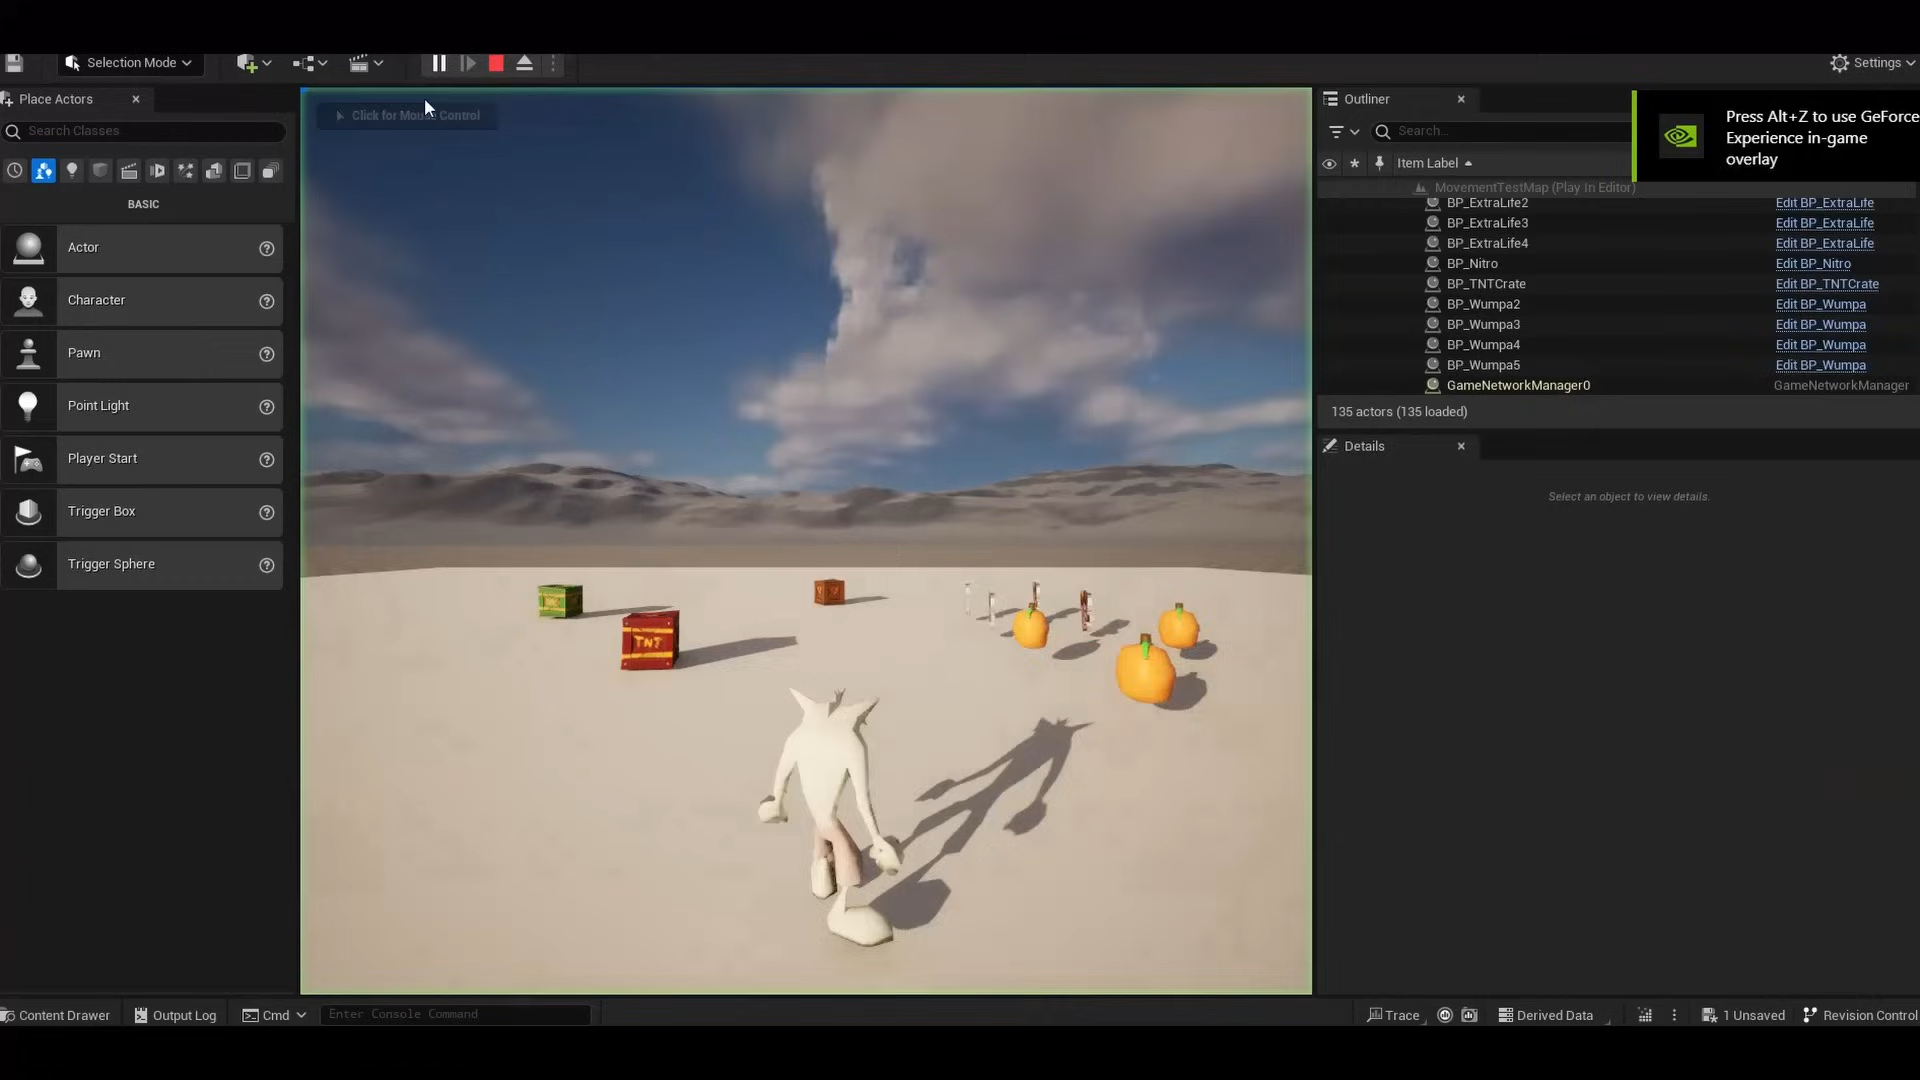 Selection Mode
Settings
Place Actors
Search Classes
BASIC
Actor
Character
Pawn
Point Light
Player Start
Trigger Box
Trigger Sphere
Click for Mouse Control
TNT
Outliner
Search...
Item Label
Press Alt+Z to use GeForce
Experience in-game
overlay
MovementTestMap (Play In Editor)
BP_ExtraLife2 Edit BP_ExtraLife
BP_ExtraLife3 Edit BP_ExtraLife
BP_ExtraLife4 Edit BP_ExtraLife
BP_Nitro Edit BP_Nitro
BP_TNTCrate Edit BP_TNTCrate
BP_Wumpa2 Edit BP_Wumpa
BP_Wumpa3 Edit BP_Wumpa
BP_Wumpa4 Edit BP_Wumpa
BP_Wumpa5 Edit BP_Wumpa
GameNetworkManager0 GameNetworkManager
135 actors (135 loaded)
Details
Select an object to view details.
Content Drawer
Output Log
Cmd
Enter Console Command
Trace
Derived Data
1 Unsaved
Revision Control